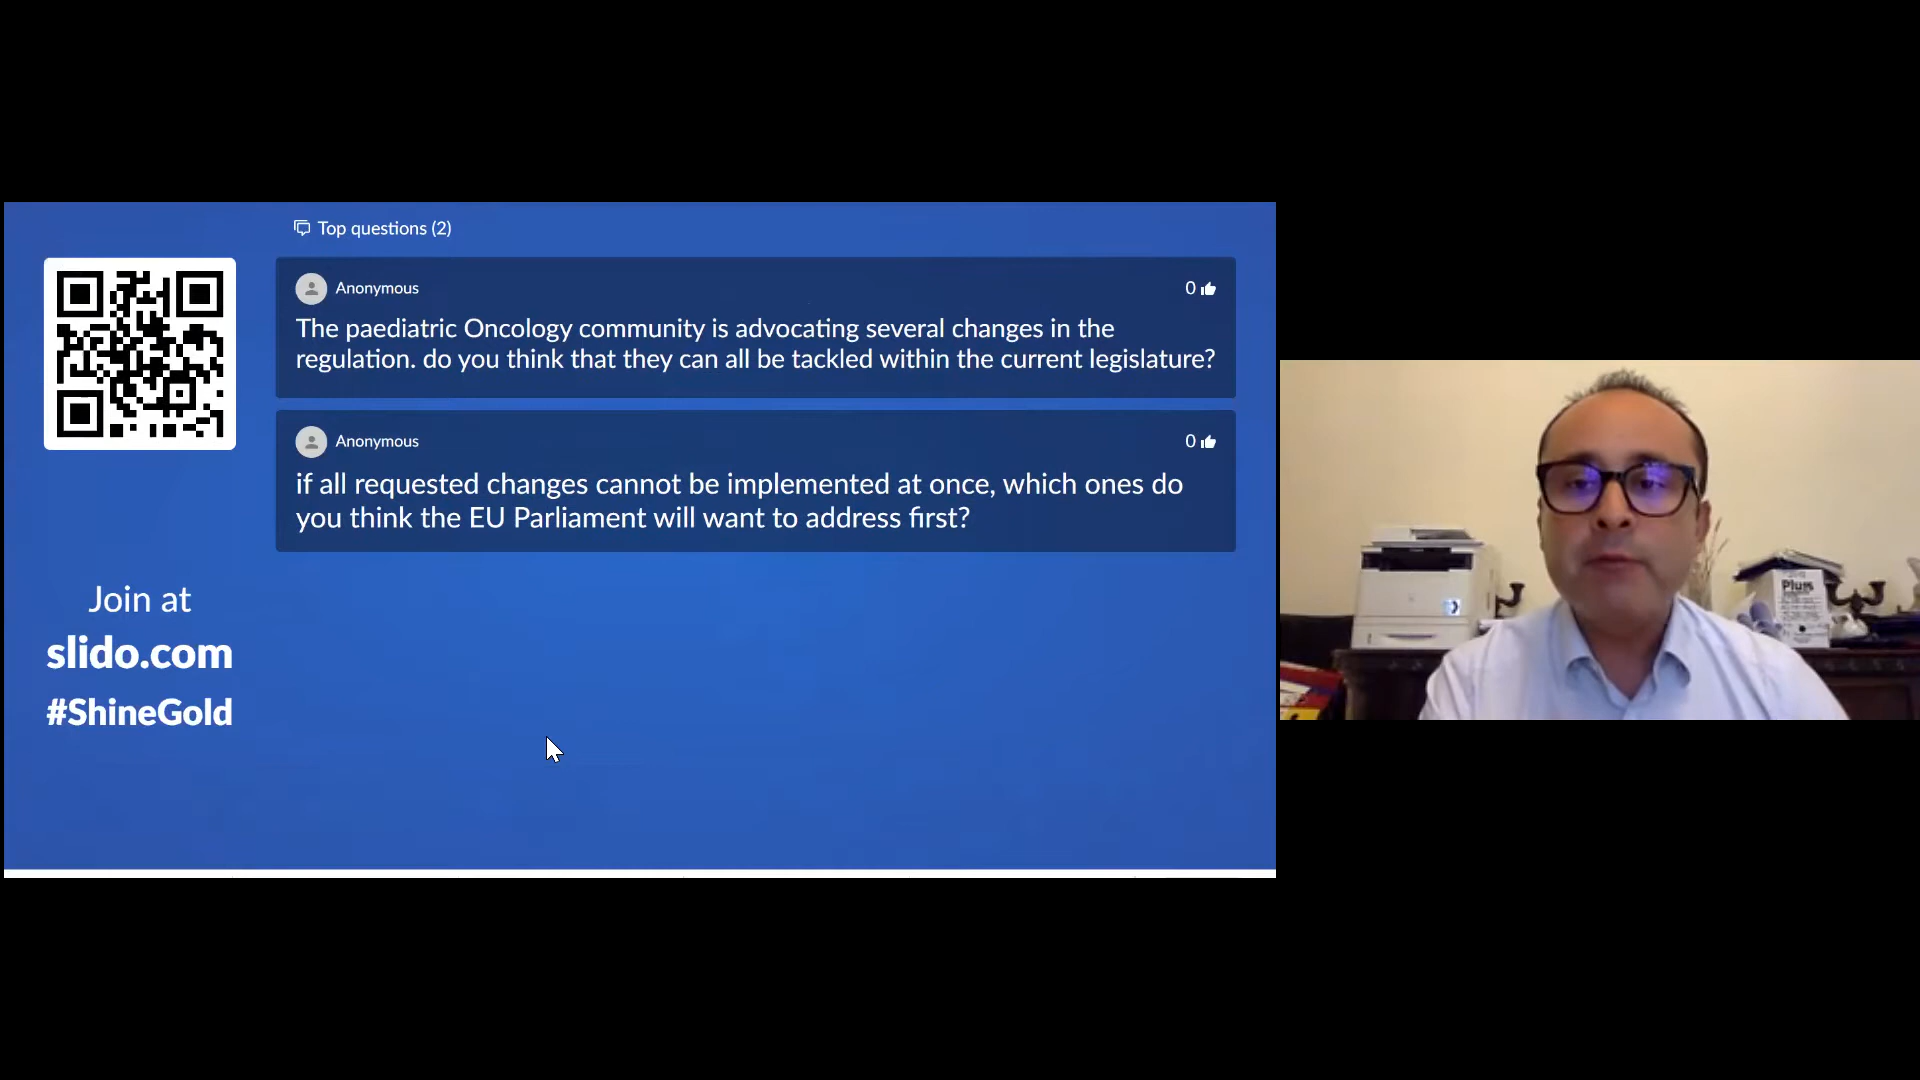 Top questions (2)
Anonymous
0
The paediatric Oncology community is advocating several changes in the
regulation. do you think that they can all be tackled within the current legislature?
Anonymous
0
if all requested changes cannot be implemented at once, which ones do
you think the EU Parliament will want to address first?
Join at
slido.com
#ShineGold
Plurs